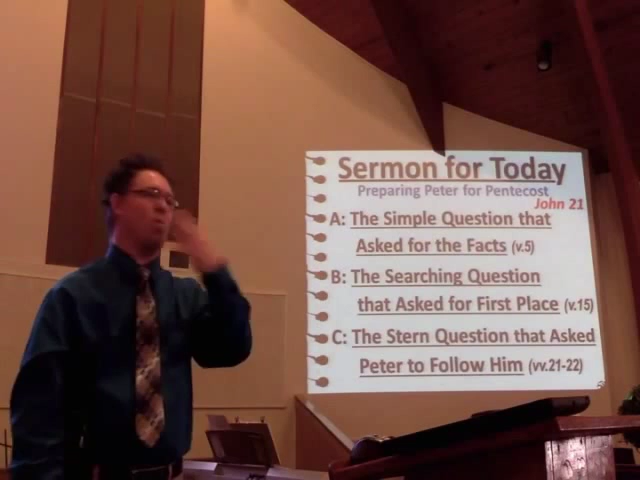 Sermon for Today
Preparing Peter for Pentecost
John 21
A: The Simple Question that
Asked for the Facts (v.5)
B: The Searching Question
that Asked for First Place (v.15)
C: The Stern Question that Asked
Peter to Follow Him (vv.21-22)